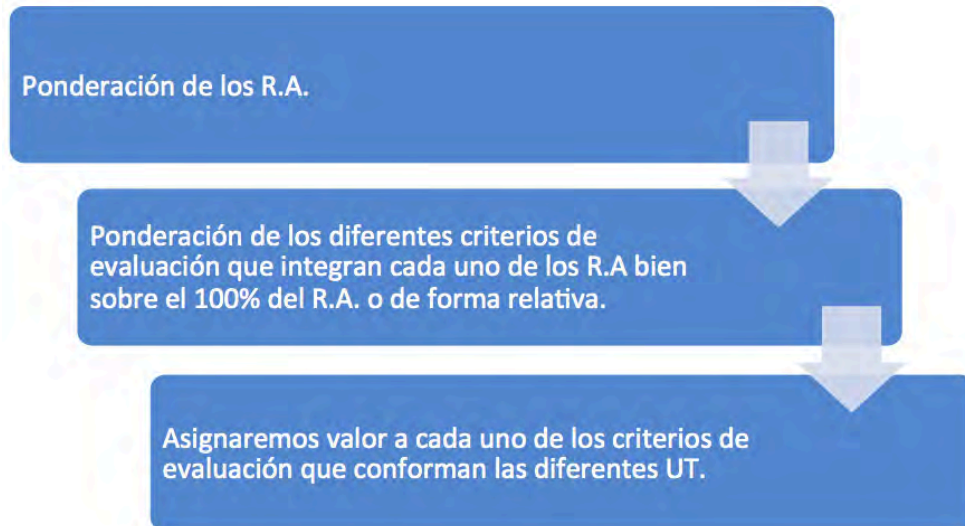 Ponderación de los R.A.
Ponderación de los diferentes criterios de
evaluación que integran cada uno de los R.A bien
sobre el 100% del R.A. o de forma relativa.
Asignaremos valor a cada uno de los criterios de
evaluación que conforman las diferentes UT.